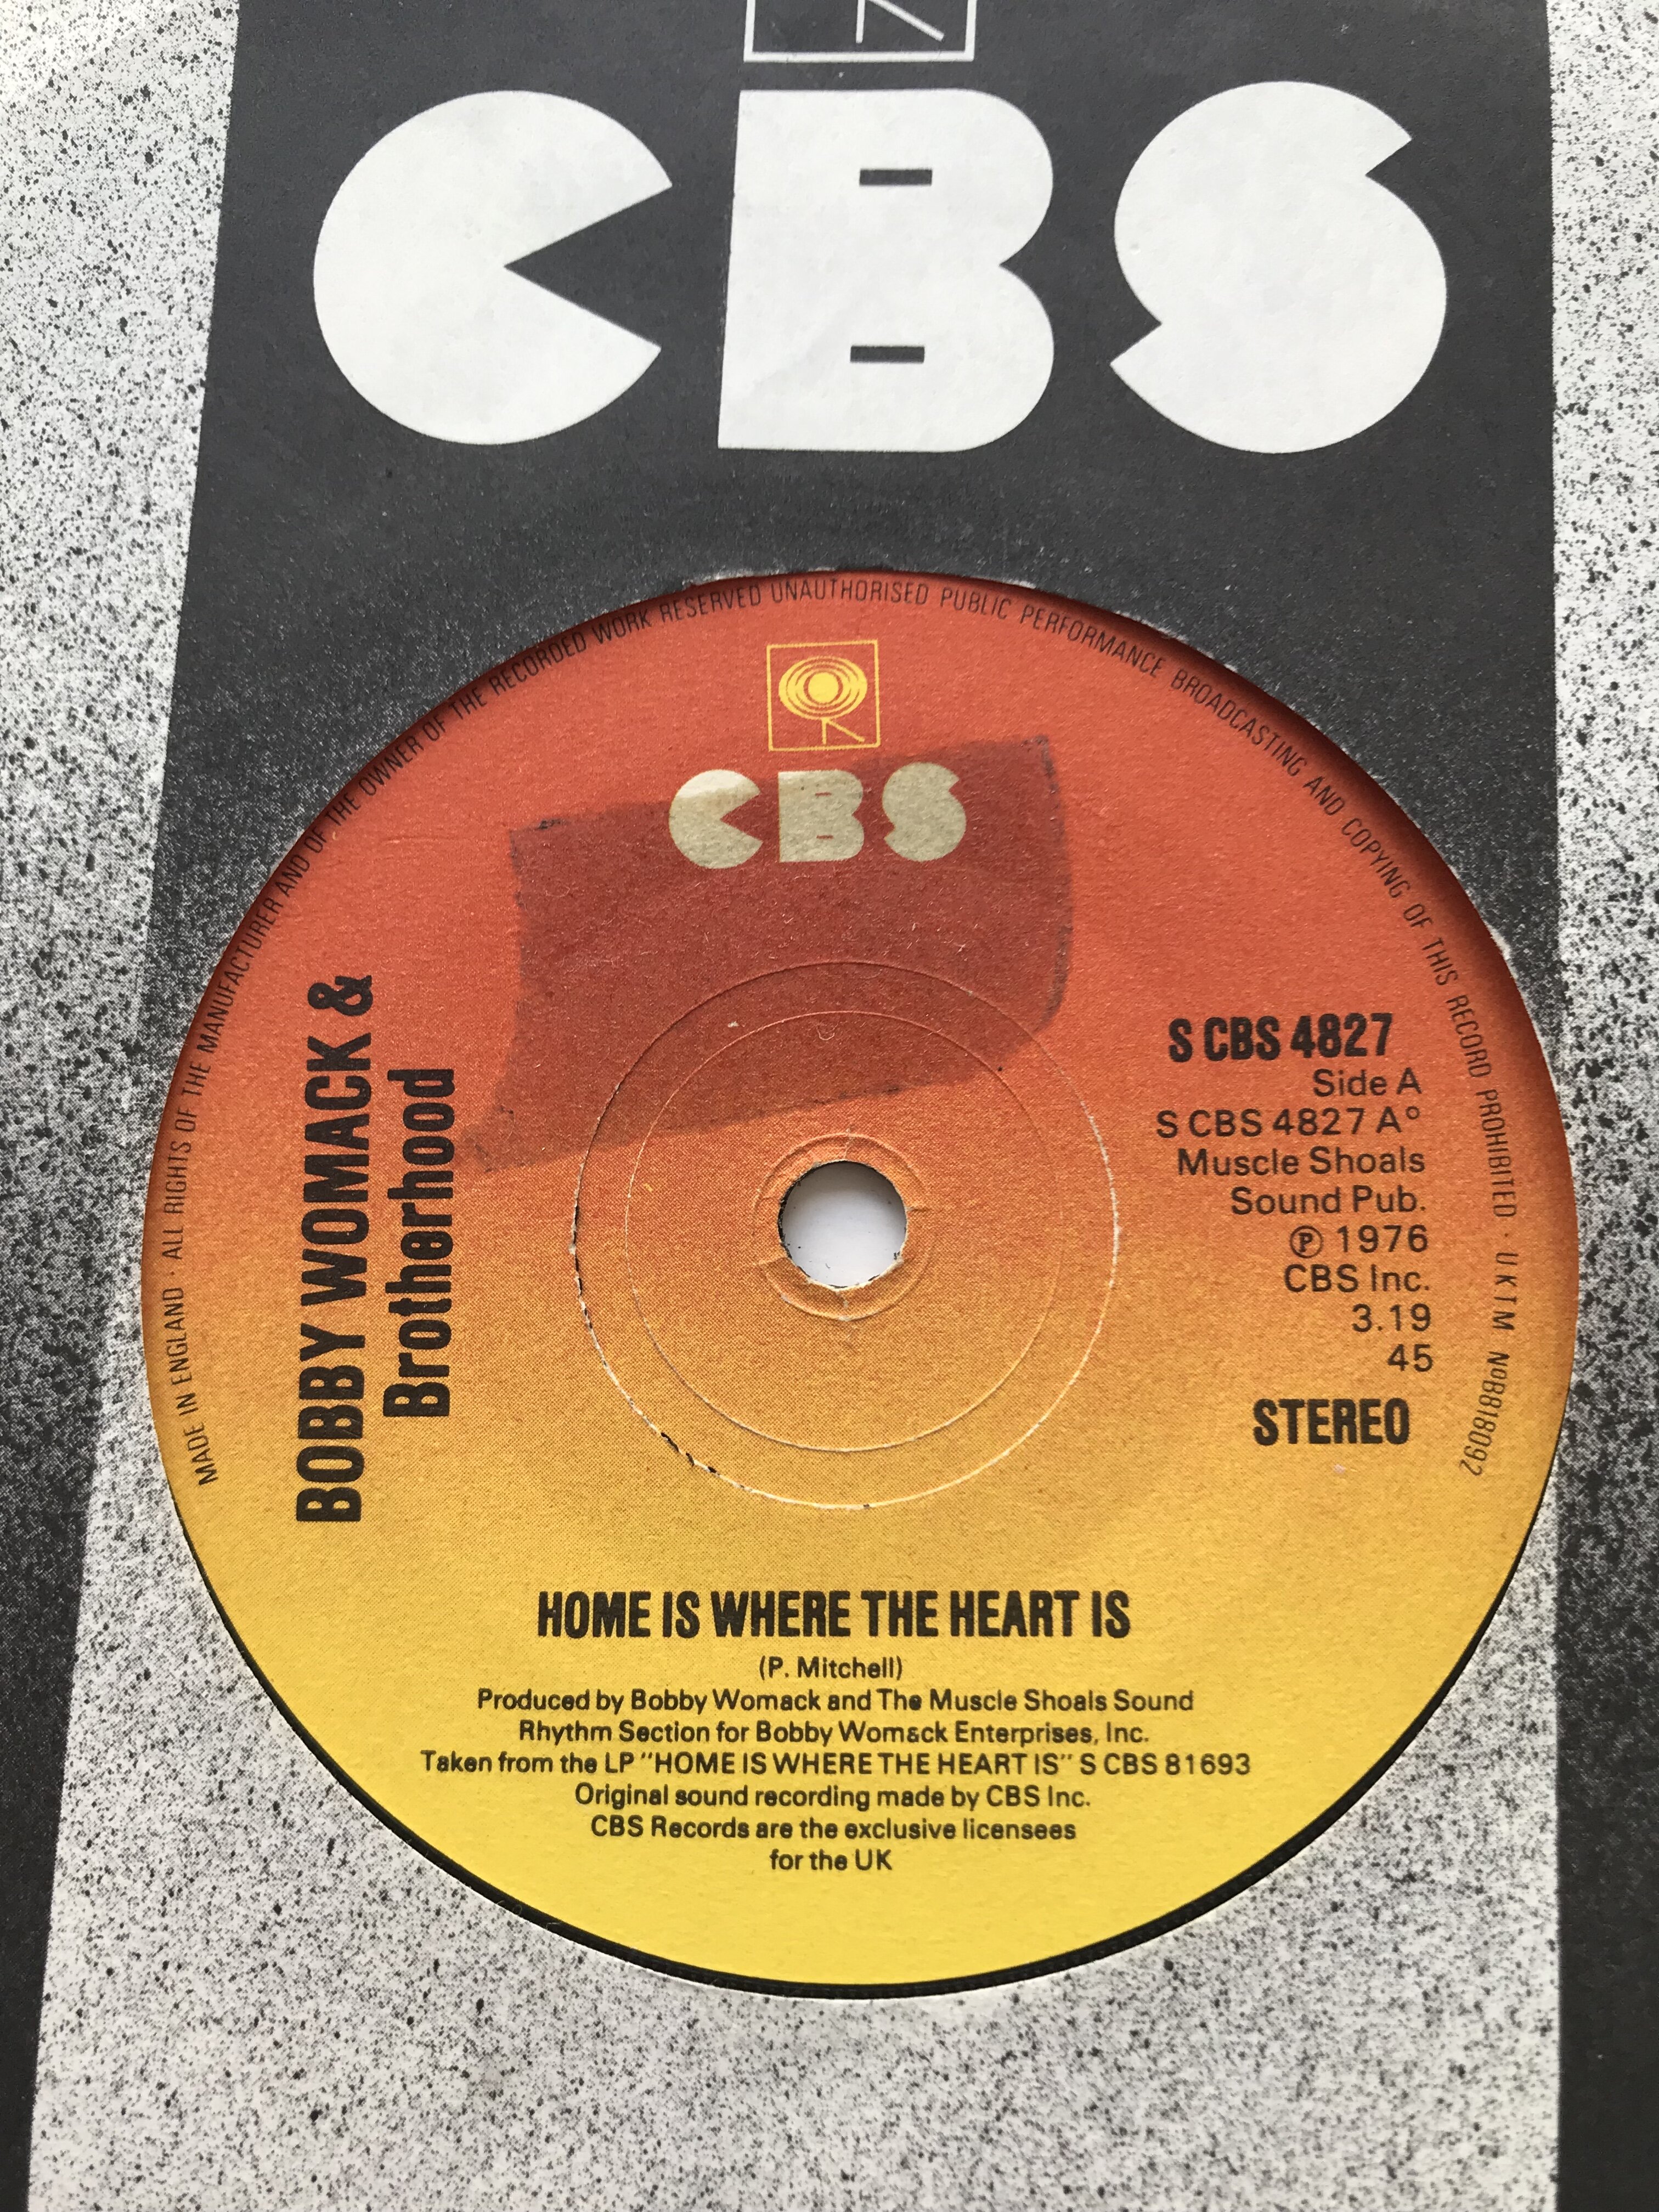 CBS
MADE IN ENGLAND · ALL RIGHTS OF THE MANUFACTURER AND OF THE OWNER OF THE RECORDED WORK RESERVED UNAUTHORISED PUBLIC PERFORMANCE BROADCASTING AND COPYING OF THIS RECORD PROHIBITED · U K T M Nº BB18092
CBS
BOBBY WOMACK &
Brotherhood
S CBS 4827
Side A
S CBS 4827 A°
Muscle Shoals
Sound Pub.
℗ 1976
CBS Inc.
3.19
45
STEREO
HOME IS WHERE THE HEART IS
(P. Mitchell)
Produced by Bobby Womack and The Muscle Shoals Sound
Rhythm Section for Bobby Womack Enterprises, Inc.
Taken from the LP "HOME IS WHERE THE HEART IS" S CBS 81693
Original sound recording made by CBS Inc.
CBS Records are the exclusive licensees
for the UK